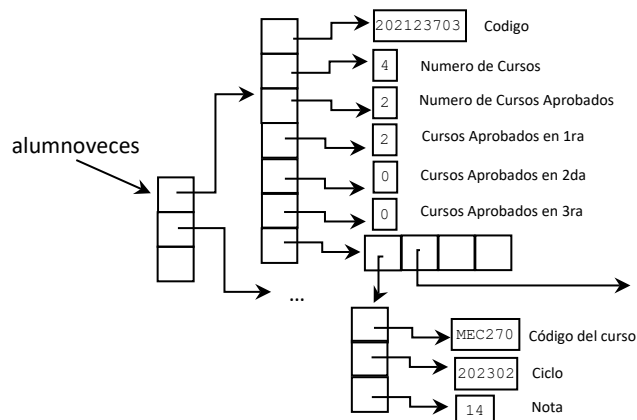 202123703 Codigo
4 Numero de Cursos
2 Numero de Cursos Aprobados
2 Cursos Aprobados en 1ra
alumnoveces
0 Cursos Aprobados en 2da
0 Cursos Aprobados en 3ra
...
MEC270 Código del curso
202302 Ciclo
14 Nota